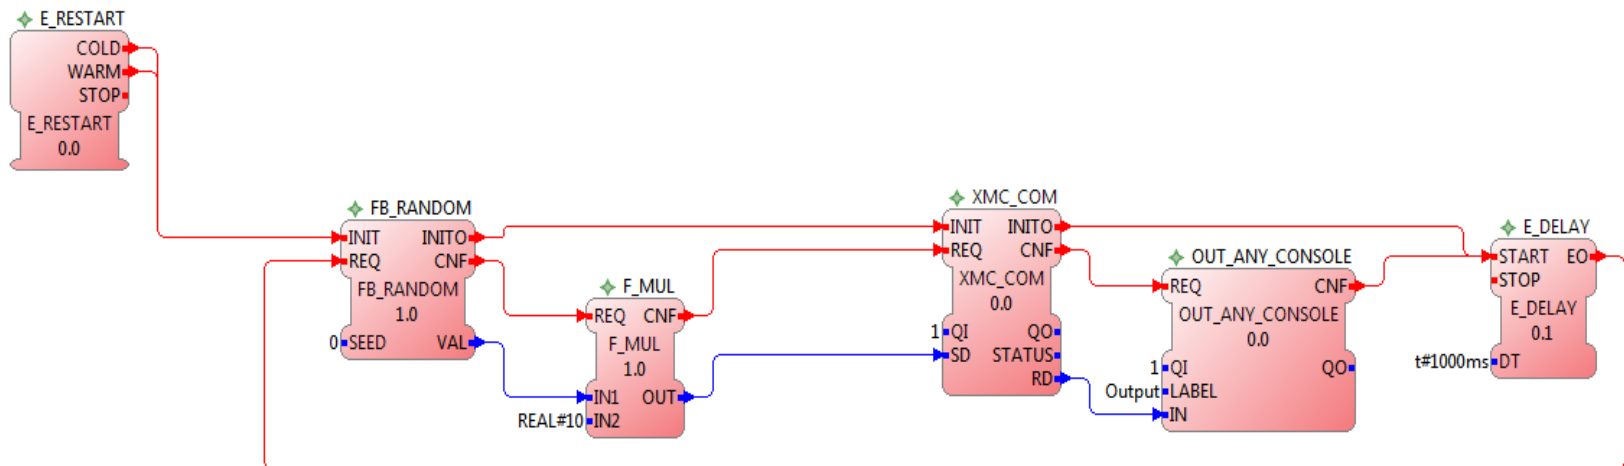 E_RESTART
COLD
WARM
STOP
E_RESTART
0.0
FB_RANDOM
INIT INITO
REQ CNF
FB_RANDOM
1.0
0 SEED VAL
F_MUL
REQ CNF
F_MUL
1.0
IN1 OUT
REAL#10 IN2
XMC_COM
INIT INITO
REQ CNF
XMC_COM
0.0
1 QI QO
SD STATUS
RD
OUT_ANY_CONSOLE
REQ CNF
OUT_ANY_CONSOLE
0.0
1 QI QO
Output LABEL
IN
E_DELAY
START EO
STOP
E_DELAY
0.1
t#1000ms DT